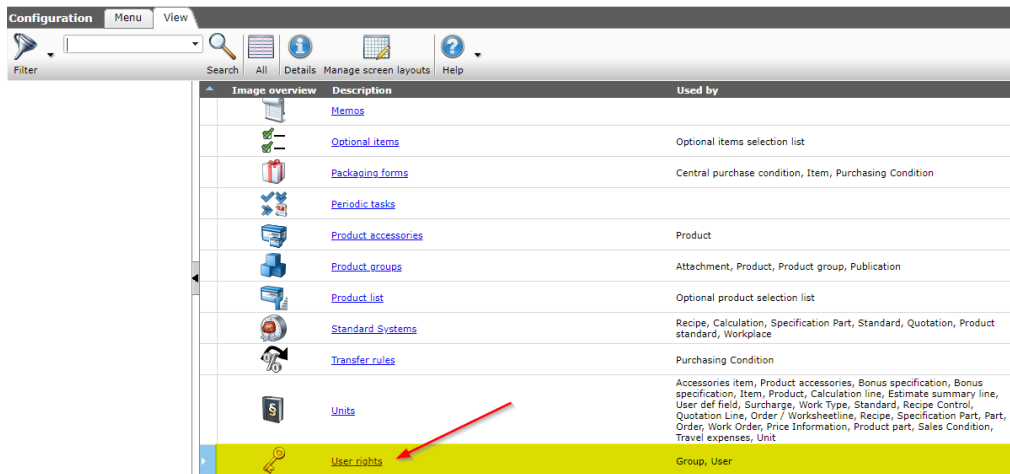 Configuration Menu View
Filter Search All Details Manage screen layouts Help
Image overview Description Used by
Memos
Optional items Optional items selection list
Packaging forms Central purchase condition, Item, Purchasing Condition
Periodic tasks
Product accessories Product
Product groups Attachment, Product, Product group, Publication
Product list Optional product selection list
Standard Systems Recipe, Calculation, Specification Part, Standard, Quotation, Product
standard, Workplace
Transfer rules Purchasing Condition
Accessories item, Product accessories, Bonus specification, Bonus
specification, Item, Product, Calculation line, Estimate summary line,
User def field, Surcharge, Work Type, Standard, Recipe Control,
Units Quotation Line, Order / Worksheetline, Recipe, Specification Part, Part,
Order, Work Order, Price Information, Product part, Sales Condition,
Travel expenses, Unit
User rights Group, User